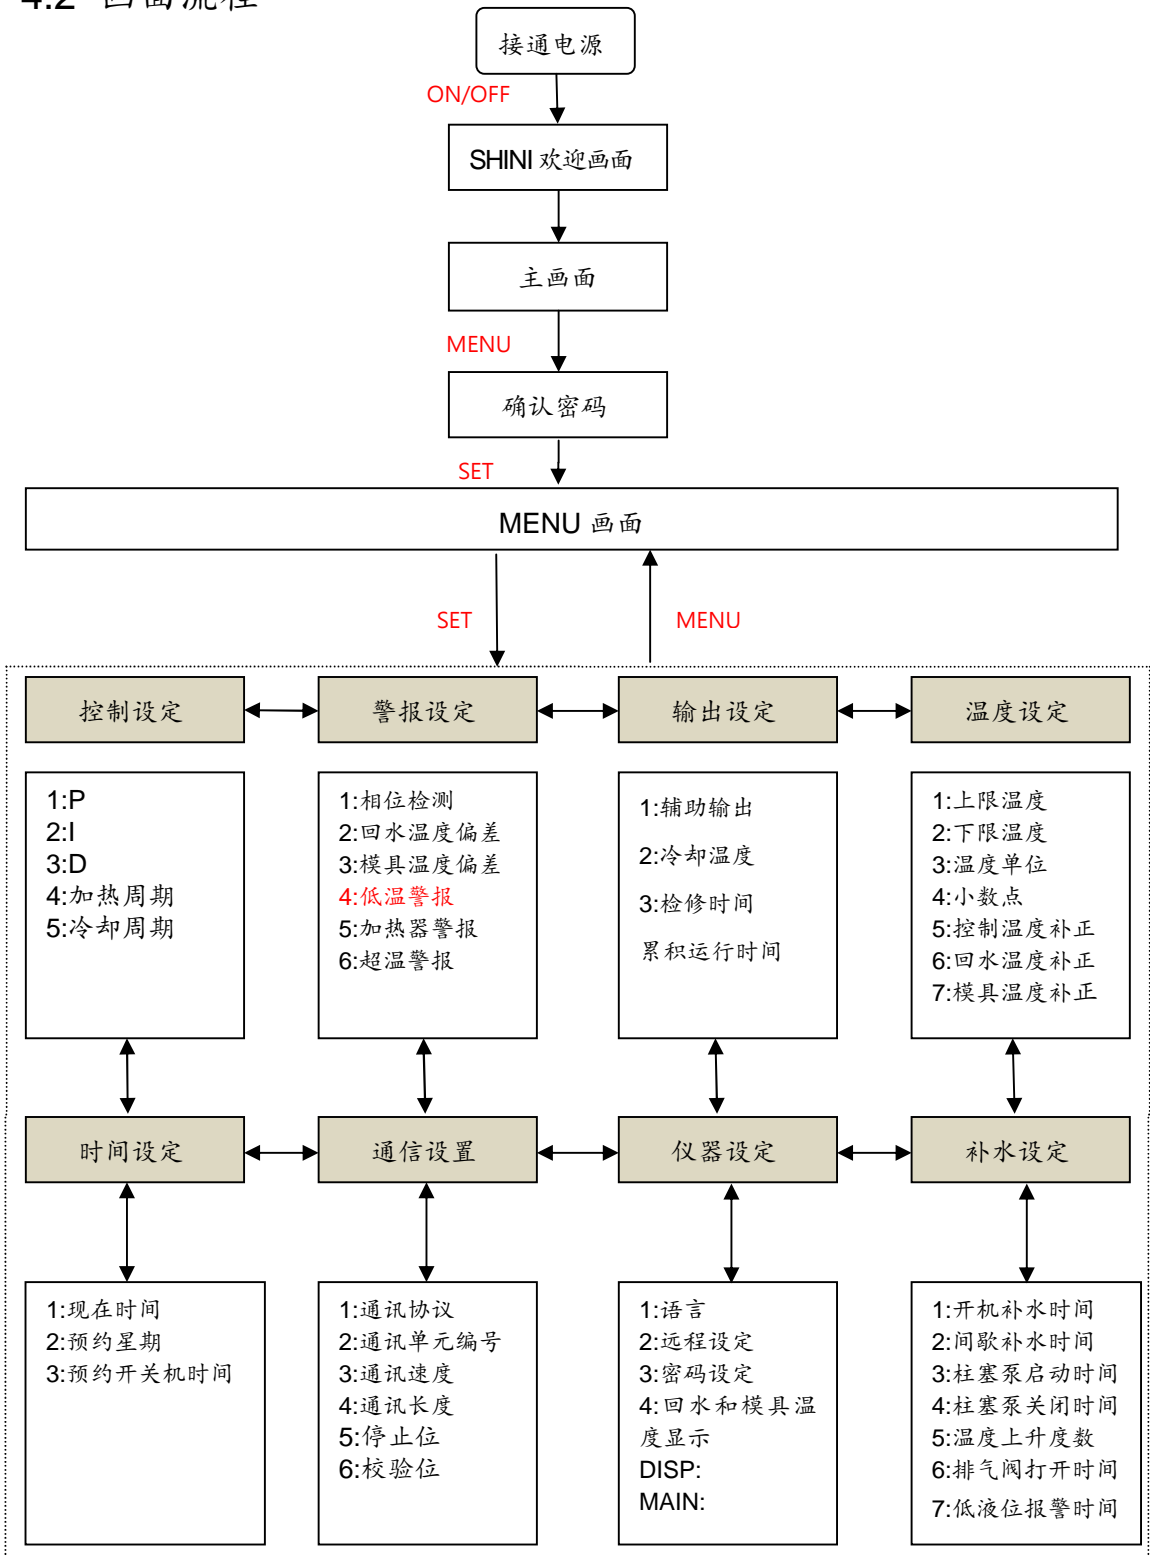 4.2 画面流程
接通电源
ON/OFF
SHINI 欢迎画面
主画面
MENU
确认密码
SET
MENU 画面
SET
MENU
控制设定
警报设定
输出设定
温度设定
1:P
2:I
3:D
4:加热周期
5:冷却周期
1:相位检测
2:回水温度偏差
3:模具温度偏差
4:低温警报
5:加热器警报
6:超温警报
1:辅助输出
2:冷却温度
3:检修时间
累积运行时间
1:上限温度
2:下限温度
3:温度单位
4:小数点
5:控制温度补正
6:回水温度补正
7:模具温度补正
时间设定
通信设置
仪器设定
补水设定
1:现在时间
2:预约星期
3:预约开关机时间
1:通讯协议
2:通讯单元编号
3:通讯速度
4:通讯长度
5:停止位
6:校验位
1:语言
2:远程设定
3:密码设定
4:回水和模具温
度显示
DISP:
MAIN:
1:开机补水时间
2:间歇补水时间
3:柱塞泵启动时间
4:柱塞泵关闭时间
5:温度上升度数
6:排气阀打开时间
7:低液位报警时间